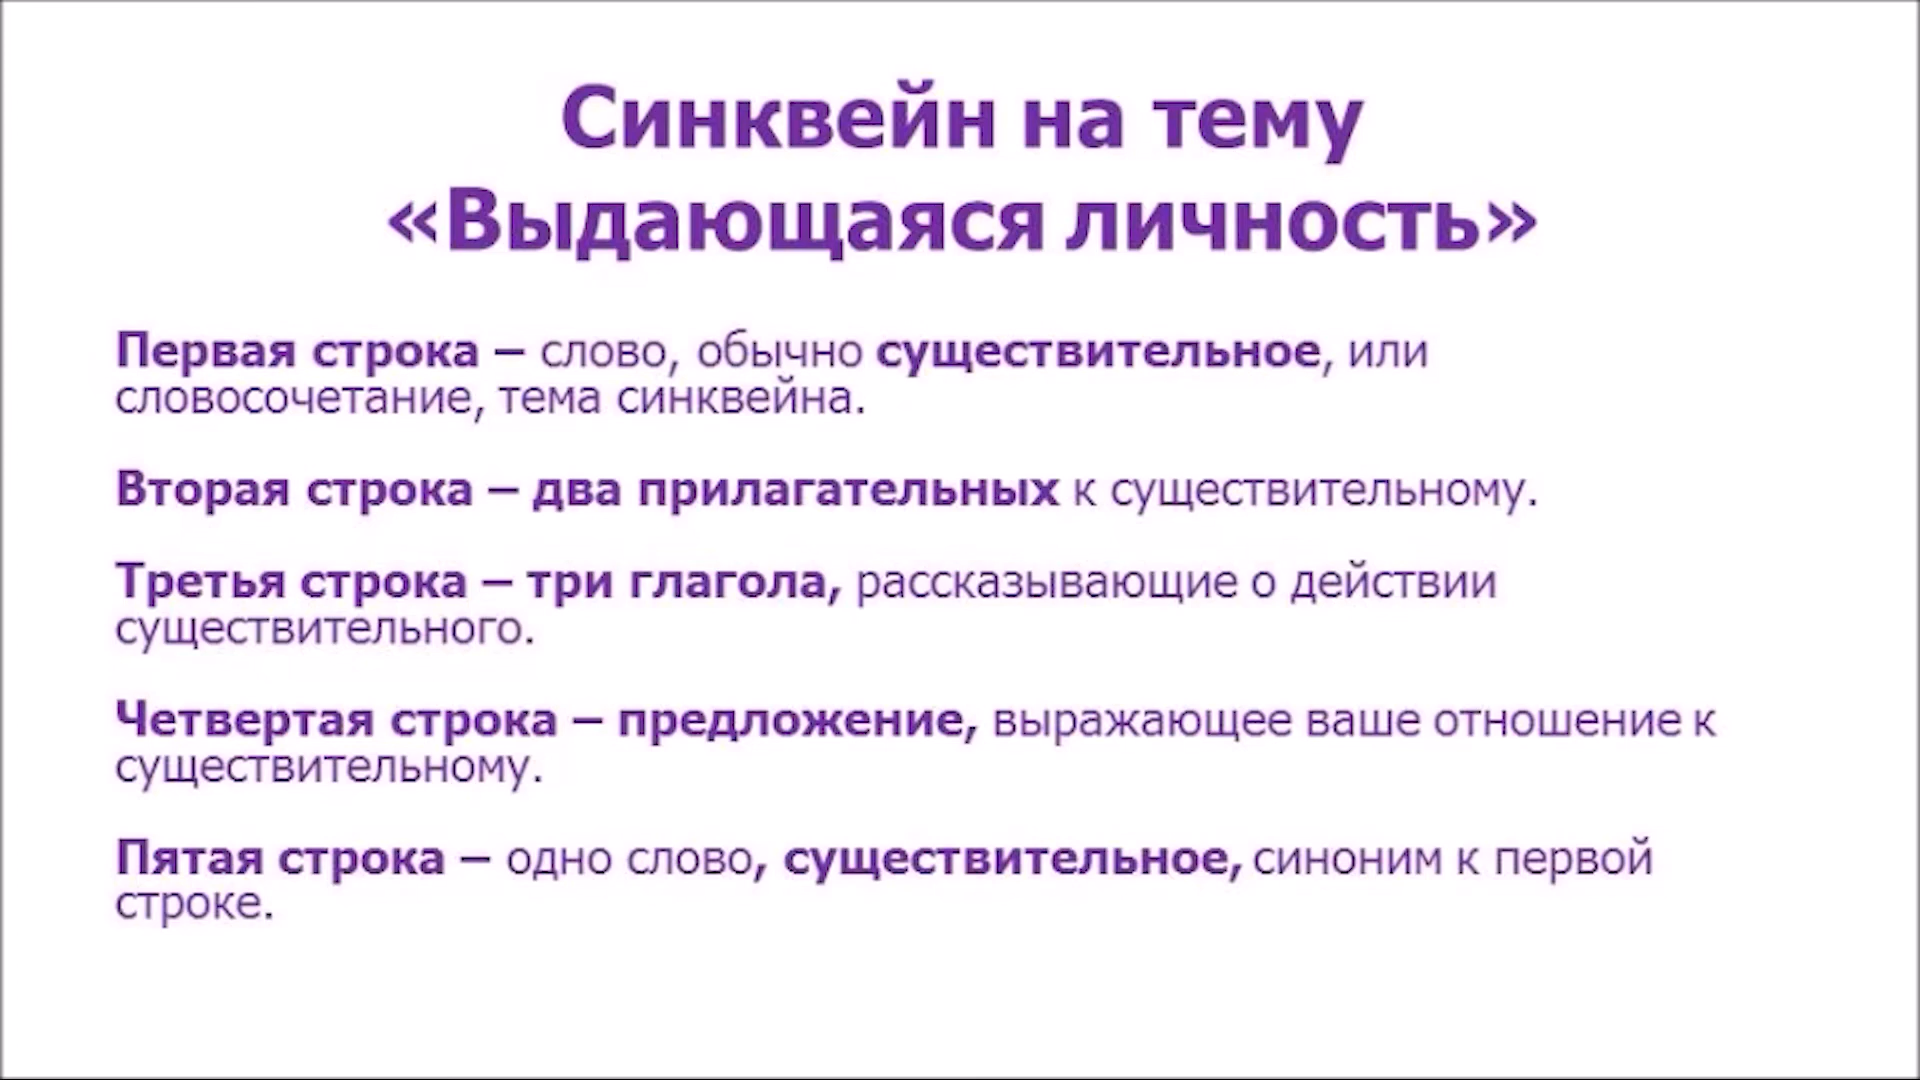 Синквейн на тему
«Выдающаяся личность»
Первая строка – слово, обычно существительное, или
словосочетание, тема синквейна.
Вторая строка – два прилагательных к существительному.
Третья строка – три глагола, рассказывающие о действии
существительного.
Четвертая строка – предложение, выражающее ваше отношение к
существительному.
Пятая строка – одно слово, существительное, синоним к первой
строке.